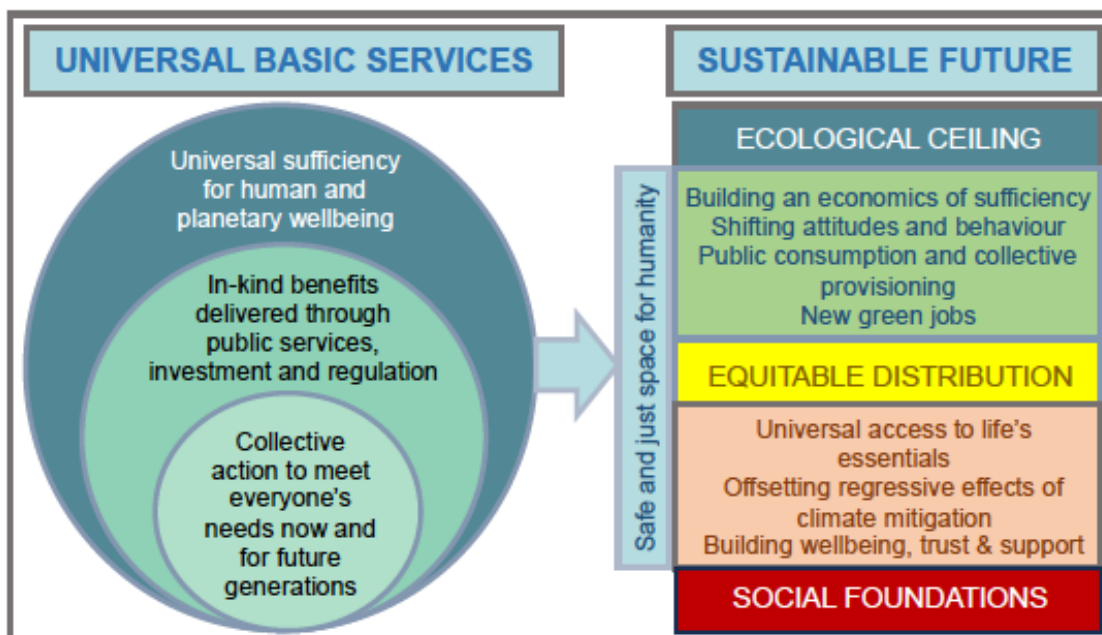 UNIVERSAL BASIC SERVICES
Universal sufficiency
for human and
planetary wellbeing
In-kind benefits
delivered through
public services,
investment and regulation
Collective
action to meet
everyone's
needs now and
for future
generations
SUSTAINABLE FUTURE
Safe and just space for humanity
ECOLOGICAL CEILING
Building an economics of sufficiency
Shifting attitudes and behaviour
Public consumption and collective
provisioning
New green jobs
EQUITABLE DISTRIBUTION
Universal access to life's
essentials
Offsetting regressive effects of
climate mitigation
Building wellbeing, trust & support
SOCIAL FOUNDATIONS